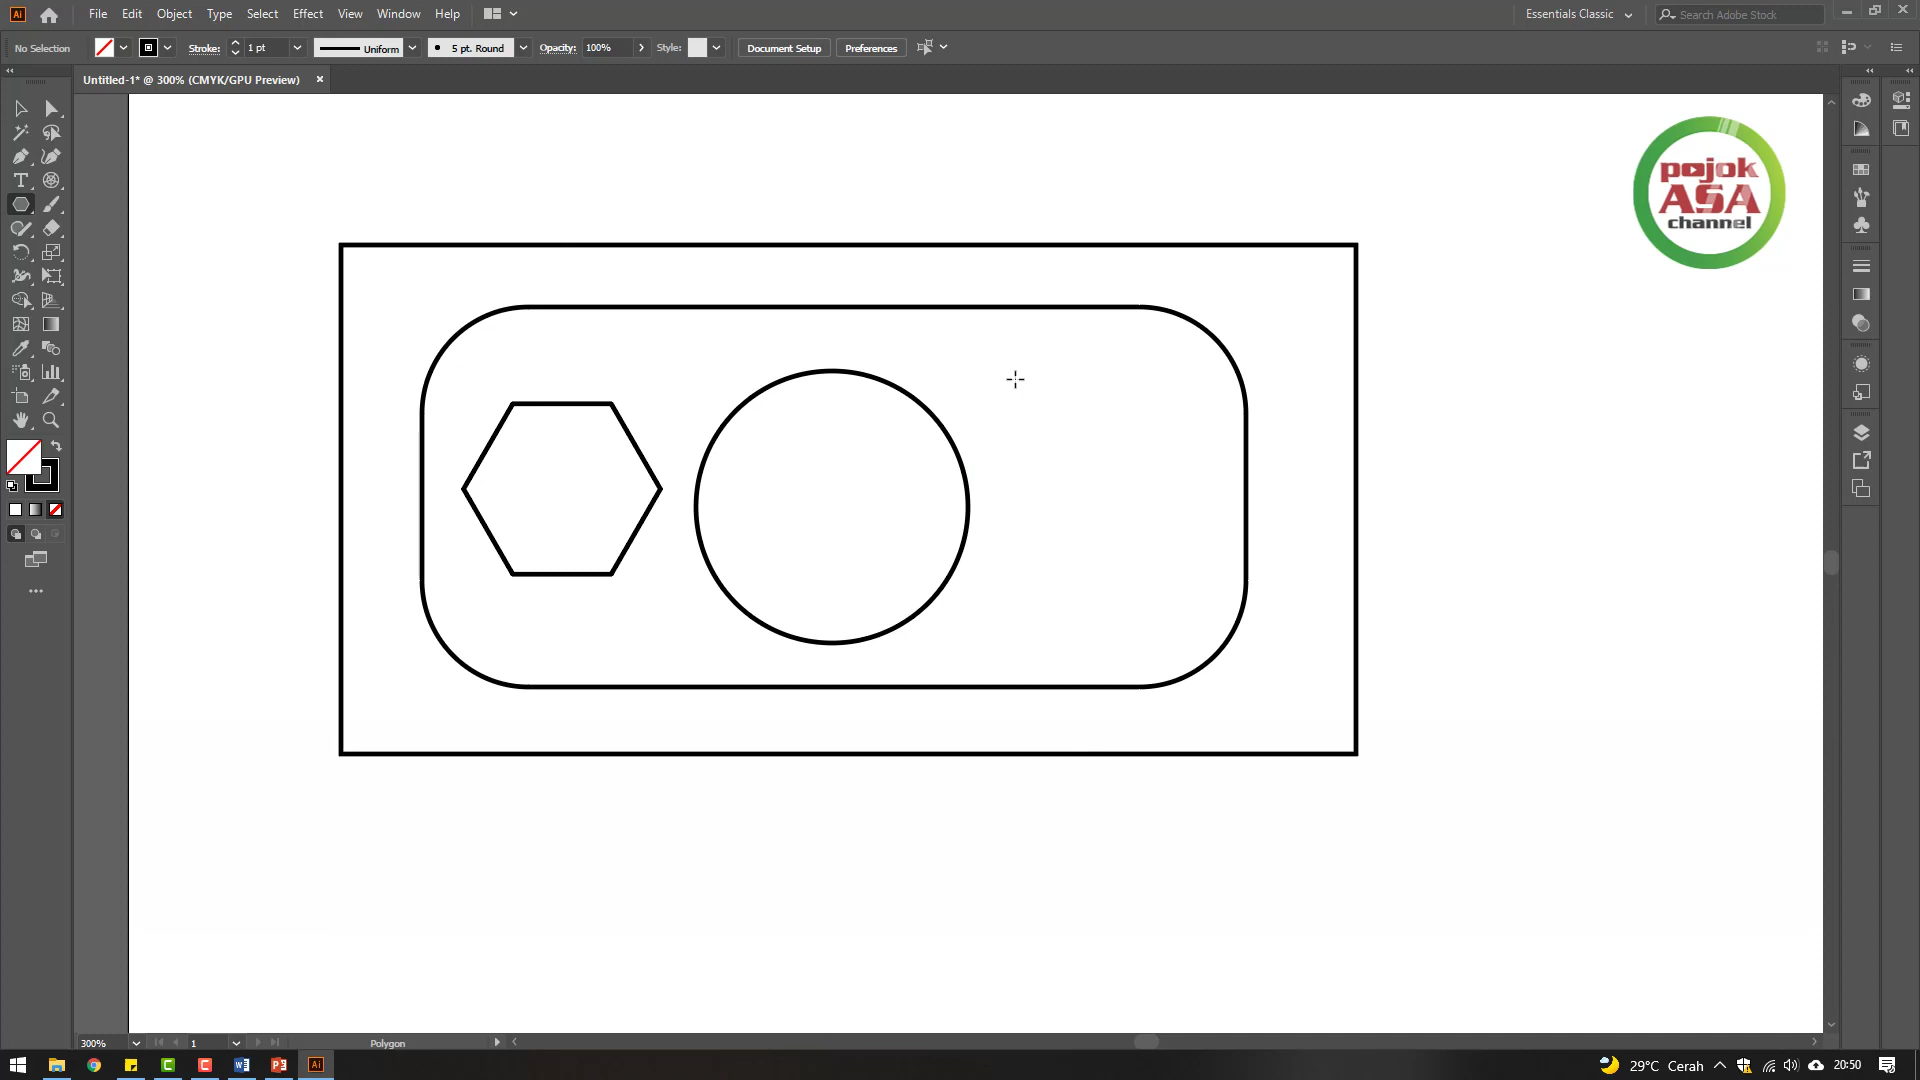 Ai File Edit Object Type Select Effect View Window Help Essentials Classic Search Adobe Stock
No Selection Stroke: 1 pt Uniform 5 pt. Round Opacity: 100% Style: Document Setup Preferences
Untitled-1* @ 300% (CMYK/GPU Preview) ×
pojok
ASA
channel
300% 1 Polygon
29°C Cerah 20:50